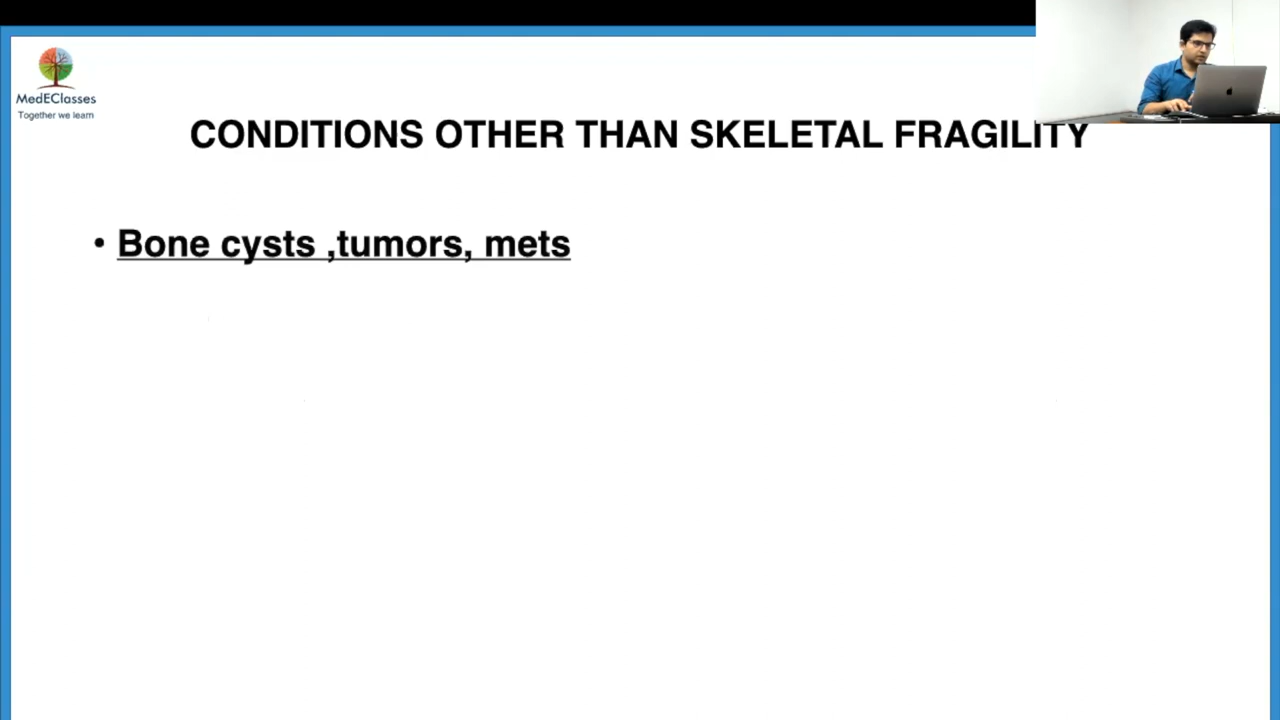 MedEClasses
Together we learn
CONDITIONS OTHER THAN SKELETAL FRAGILITY
• Bone cysts ,tumors, mets